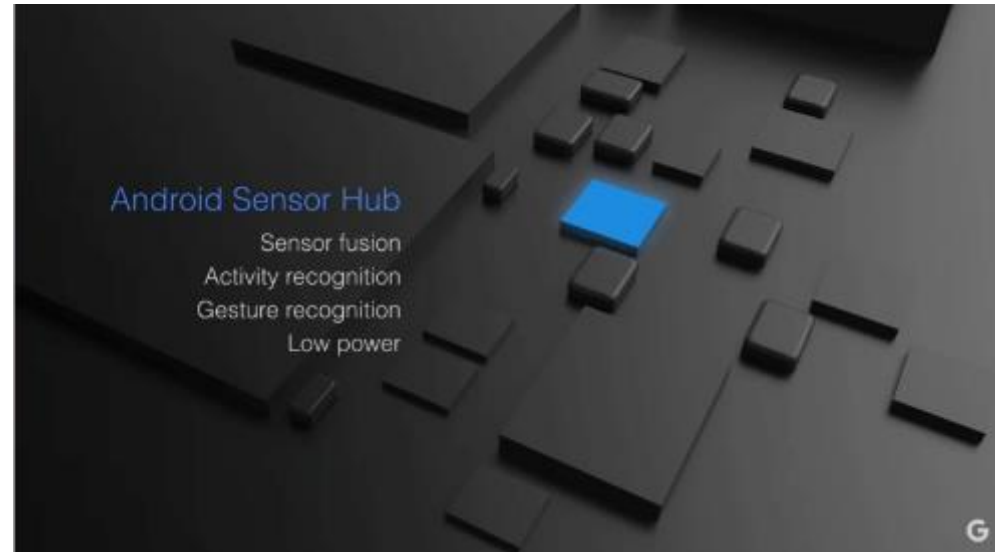 Android Sensor Hub
Sensor fusion
Activity recognition
Gesture recognition
Low power
G